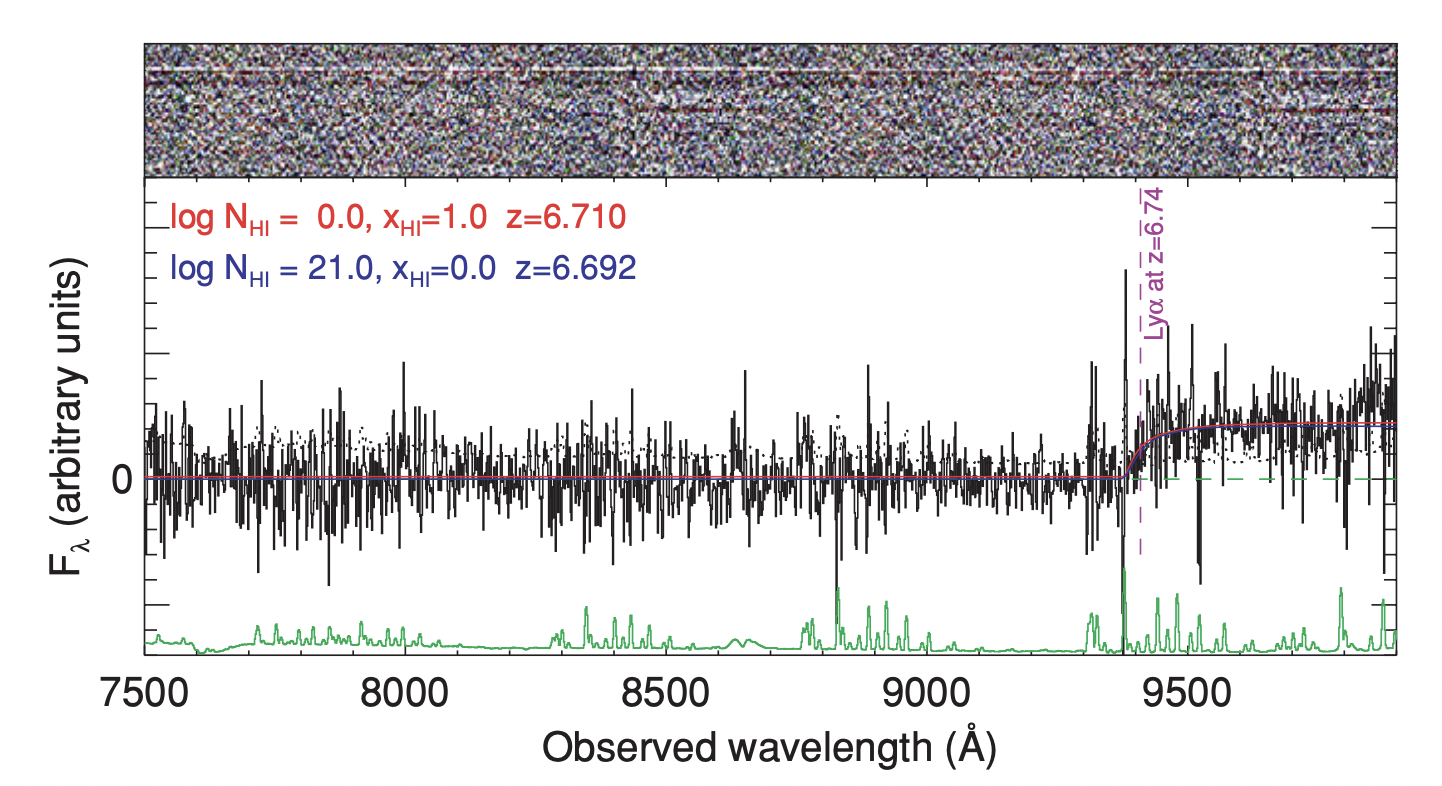 log N_HI = 0.0, x_HI=1.0 z=6.710
log N_HI = 21.0, x_HI=0.0 z=6.692
Lyα at z=6.74
F_λ (arbitrary units)
0
7500 8000 8500 9000 9500
Observed wavelength (Å)